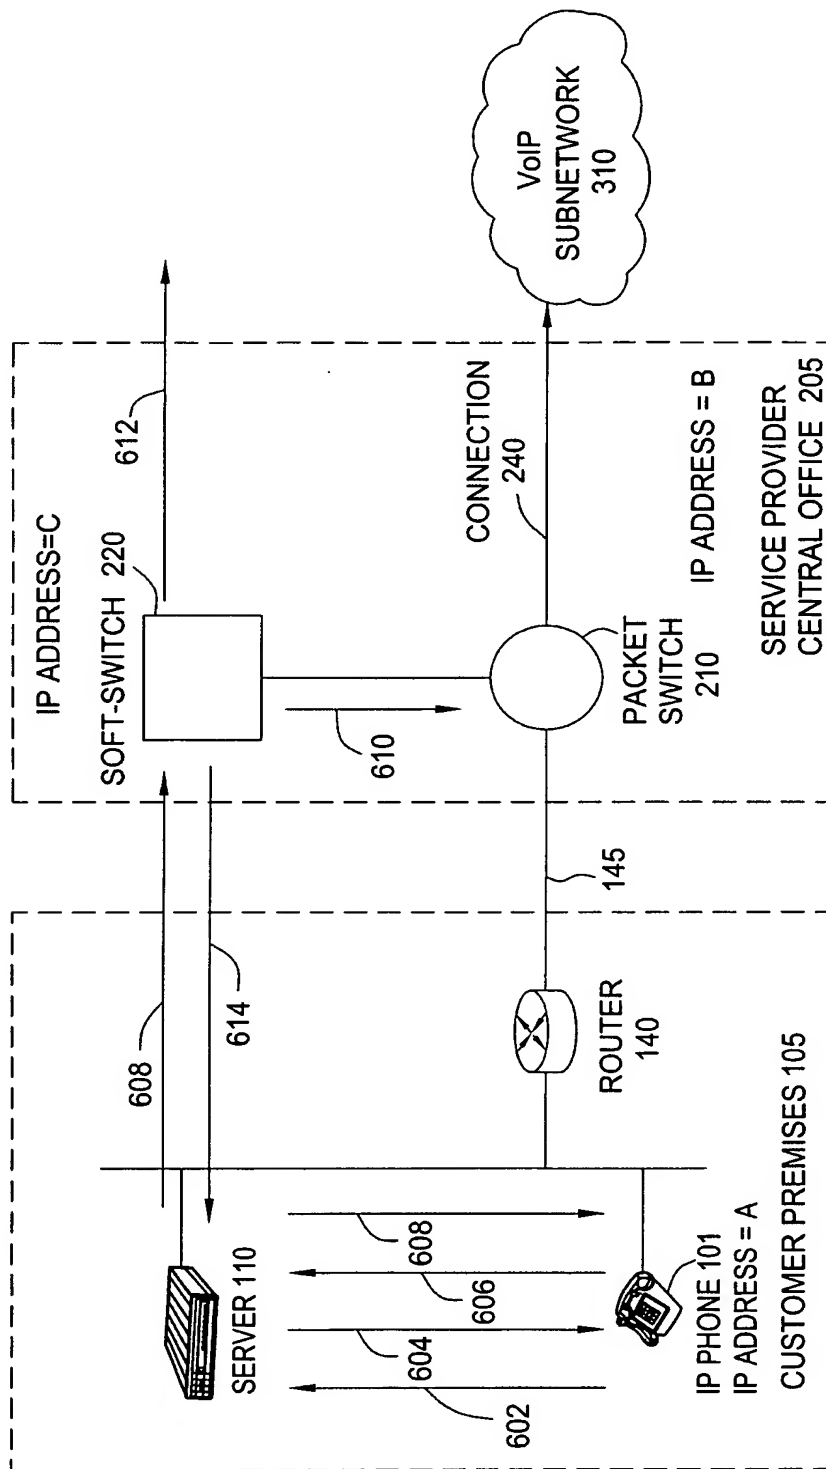 608
614
SERVER 110
602
604
606
608
IP PHONE 101
IP ADDRESS = A
CUSTOMER PREMISES 105
ROUTER
140
145
IP ADDRESS=C
SOFT-SWITCH 220
612
610
PACKET
SWITCH
210
CONNECTION
240
IP ADDRESS = B
SERVICE PROVIDER
CENTRAL OFFICE 205
VoIP
SUBNETWORK
310